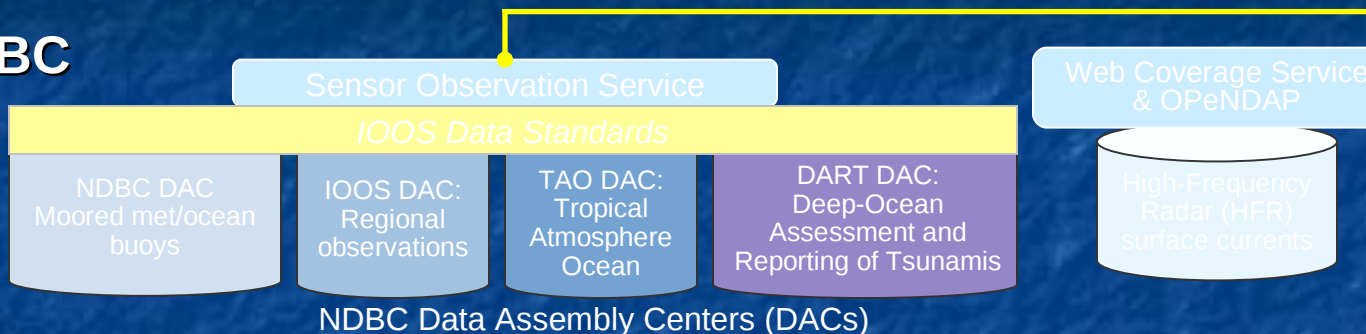 BC
Sensor Observation Service
Web Coverage Service
& OPeNDAP
IOOS Data Standards
NDBC DAC
Moored met/ocean
buoys
IOOS DAC:
Regional
observations
TAO DAC:
Tropical
Atmosphere
Ocean
DART DAC:
Deep-Ocean
Assessment and
Reporting of Tsunamis
High-Frequency
Radar (HFR)
surface currents
NDBC Data Assembly Centers (DACs)